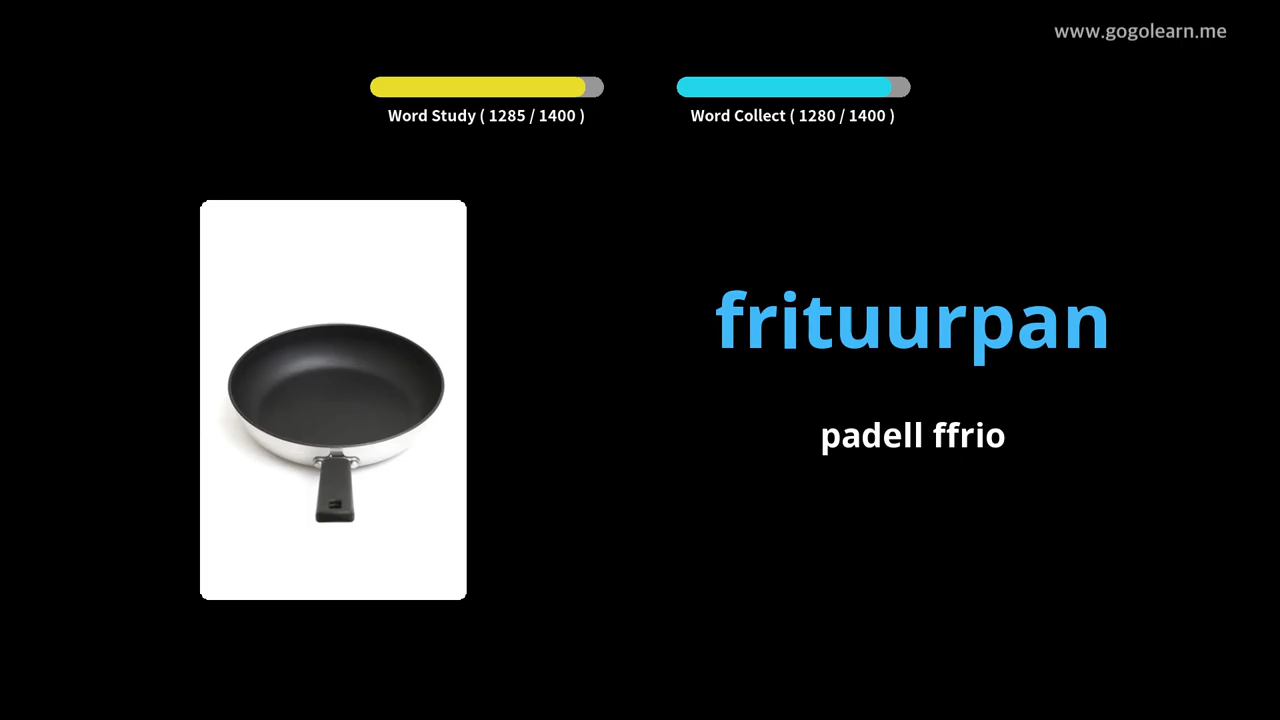 www.gogolearn.me
Word Study ( 1285 / 1400 )
Word Collect ( 1280 / 1400 )
frituurpan
padell ffrio